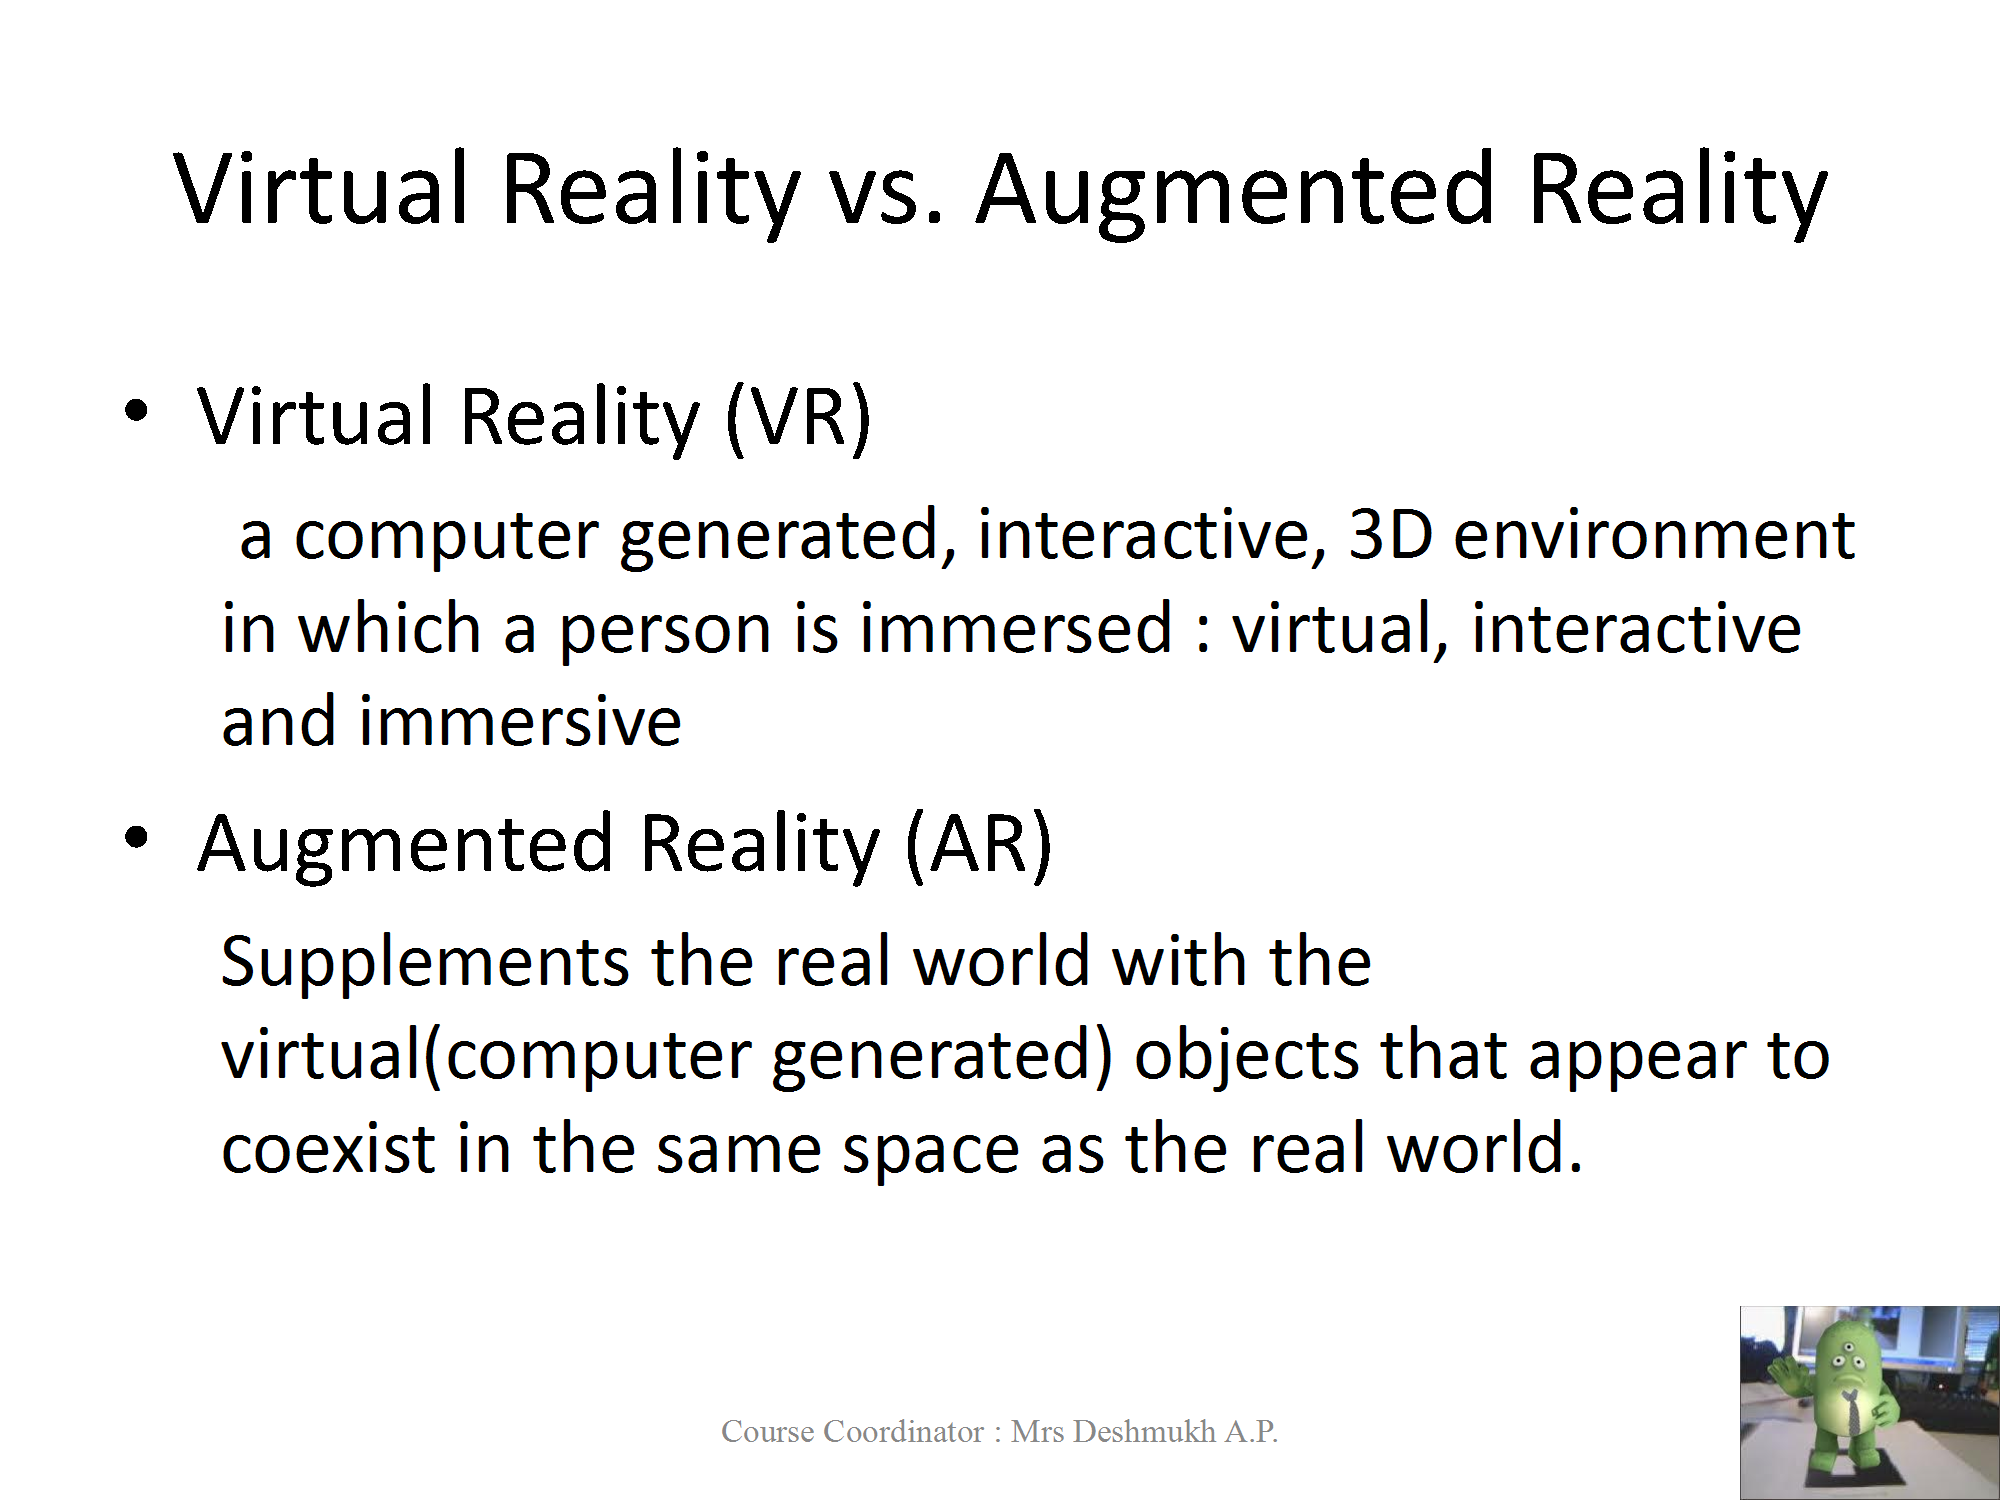 Virtual Reality vs. Augmented Reality
• Virtual Reality (VR)
a computer generated, interactive, 3D environment
in which a person is immersed : virtual, interactive
and immersive
• Augmented Reality (AR)
Supplements the real world with the
virtual(computer generated) objects that appear to
coexist in the same space as the real world.
Course Coordinator : Mrs Deshmukh A.P.